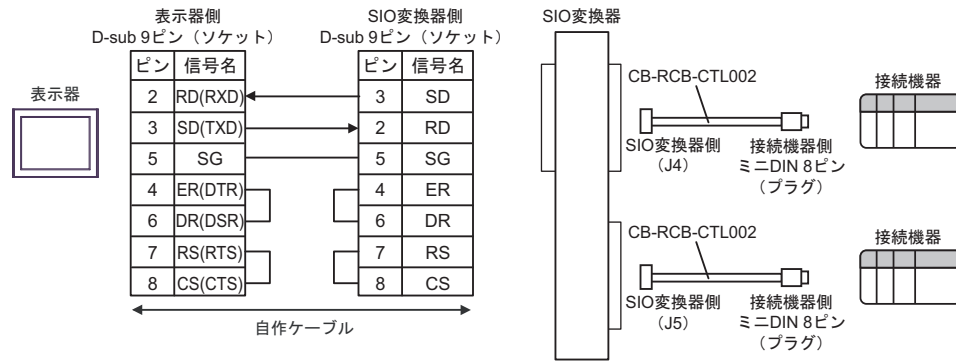 表示器
表示器側
D-sub 9ピン（ソケット）
ピン 信号名
2 RD(RXD)
3 SD(TXD)
5 SG
4 ER(DTR)
6 DR(DSR)
7 RS(RTS)
8 CS(CTS)
SIO変換器側
D-sub 9ピン（ソケット）
ピン 信号名
3 SD
2 RD
5 SG
4 ER
6 DR
7 RS
8 CS
自作ケーブル
SIO変換器
CB-RCB-CTL002
SIO変換器側
（J4）
接続機器側
ミニDIN 8ピン
（プラグ）
接続機器
CB-RCB-CTL002
SIO変換器側
（J5）
接続機器側
ミニDIN 8ピン
（プラグ）
接続機器